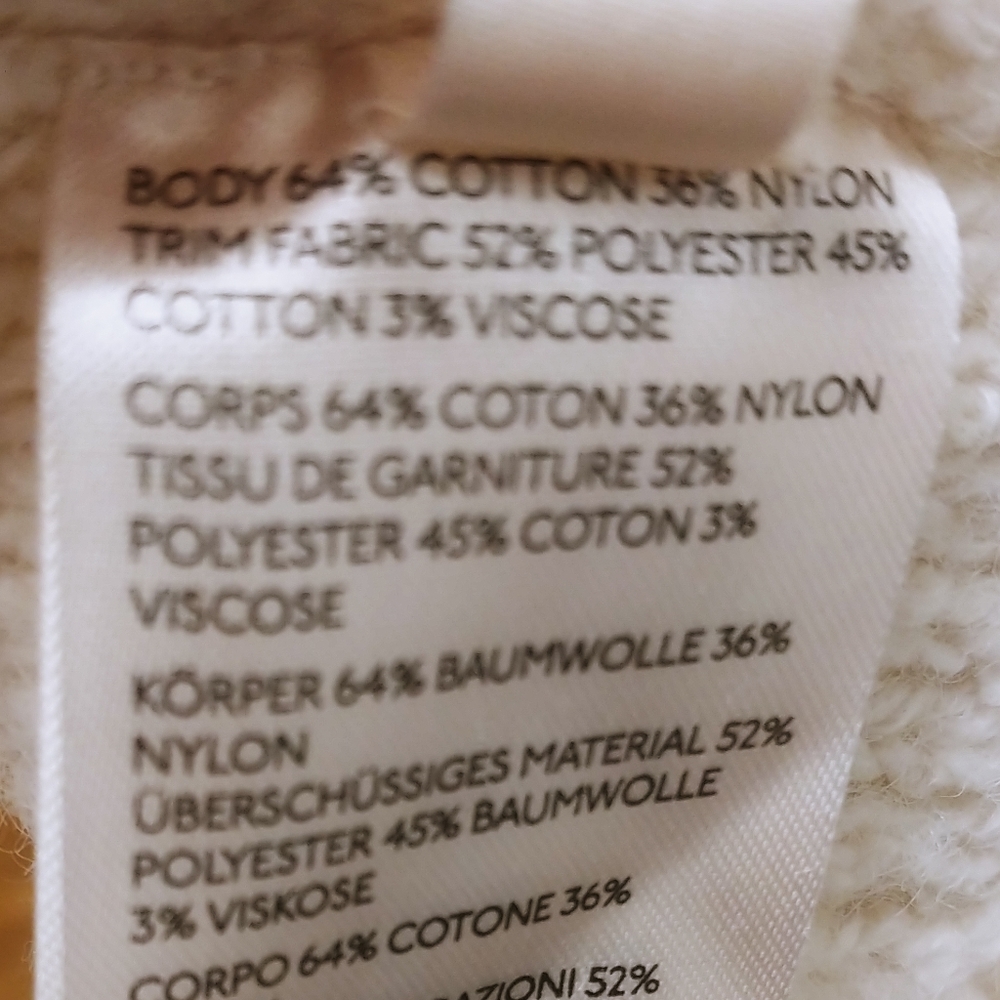 BODY 64% COTTON 36% NYLON
TRIM FABRIC 52% POLYESTER 45%
COTTON 3% VISCOSE
CORPS 64% COTON 36% NYLON
TISSU DE GARNITURE 52%
POLYESTER 45% COTON 3%
VISCOSE
KÖRPER 64% BAUMWOLLE 36%
NYLON
ÜBERSCHÜSSIGES MATERIAL 52%
POLYESTER 45% BAUMWOLLE
3% VISKOSE
CORPO 64% COTONE 36%
52%